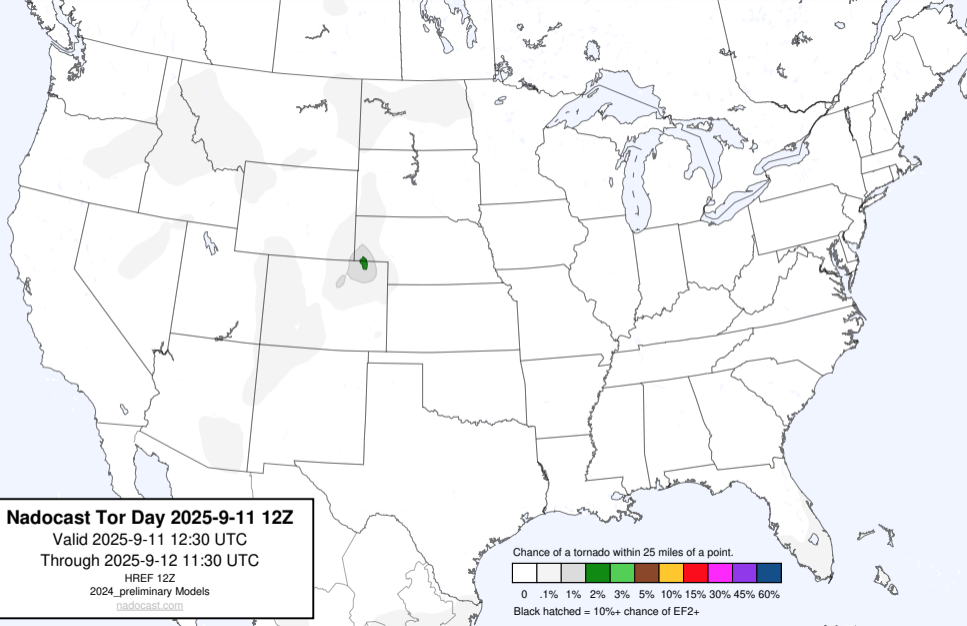 Nadocast Tor Day 2025-9-11 12Z
Valid 2025-9-11 12:30 UTC
Through 2025-9-12 11:30 UTC
HREF 12Z
2024_preliminary Models
nadocast.com
Chance of a tornado within 25 miles of a point.
0 .1% 1% 2% 3% 5% 10% 15% 30% 45% 60%
Black hatched = 10%+ chance of EF2+